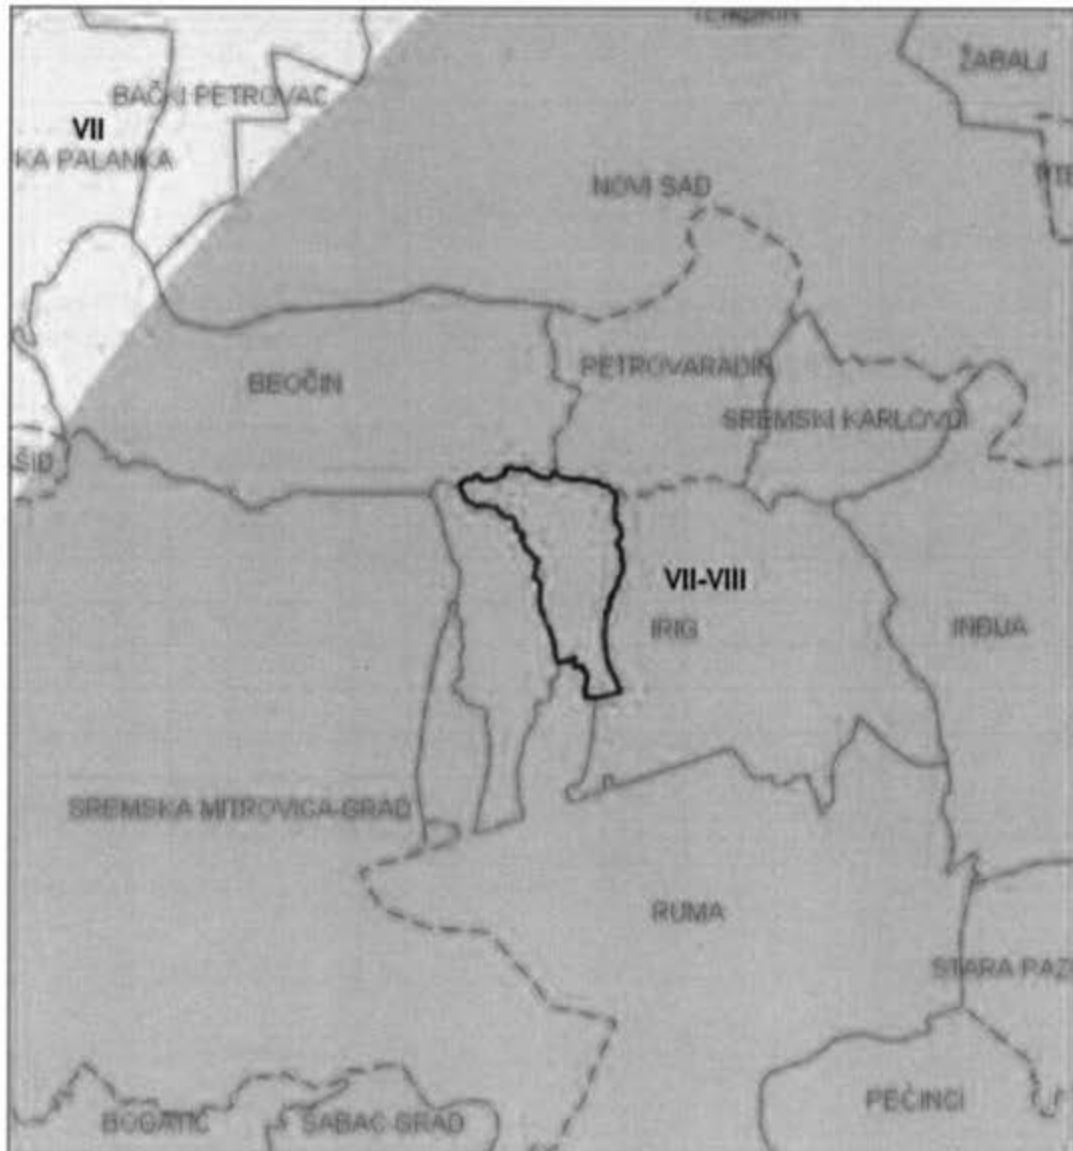 ŽABALJ
BAČKI PETROVAC
VII
KA PALANKA
NOVI SAD
BEOČIN
PETROVARADIN
SREMSKI KARLOVCI
ŠID
VII-VIII
IRIG
INĐIJA
SREMSKA MITROVICA-GRAD
RUMA
STARA PAZ
PEČINCI
BOGATIĆ
ŠABAC-GRAD